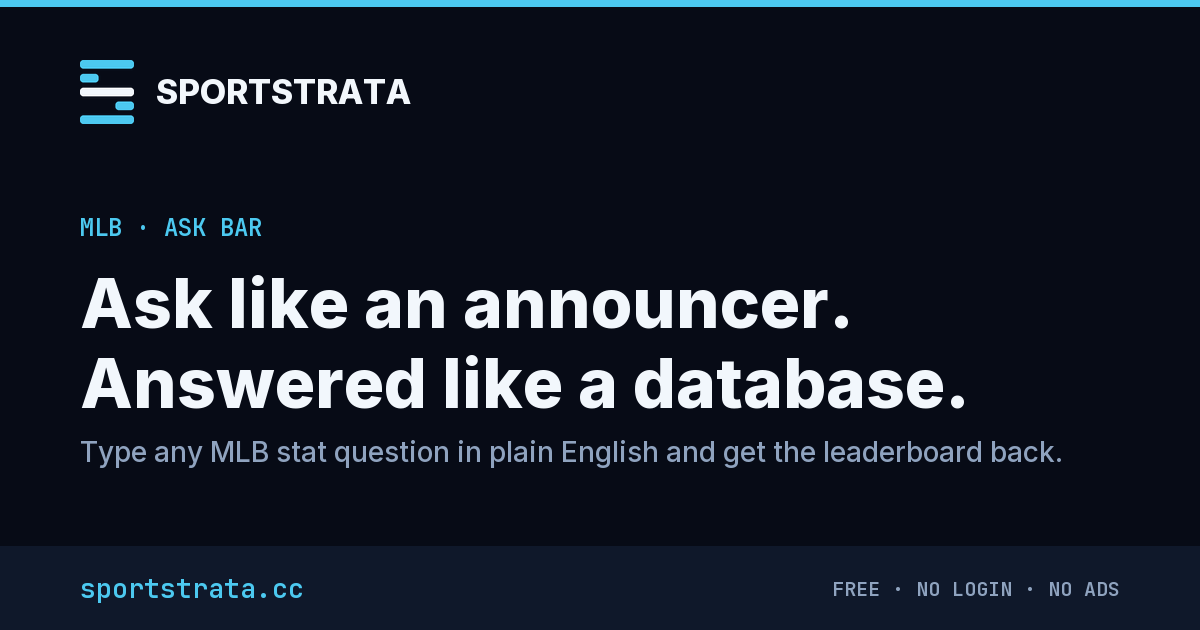 SPORTSTRATA
MLB · ASK BAR
Ask like an announcer.
Answered like a database.
Type any MLB stat question in plain English and get the leaderboard back.
sportstrata.cc
FREE · NO LOGIN · NO ADS